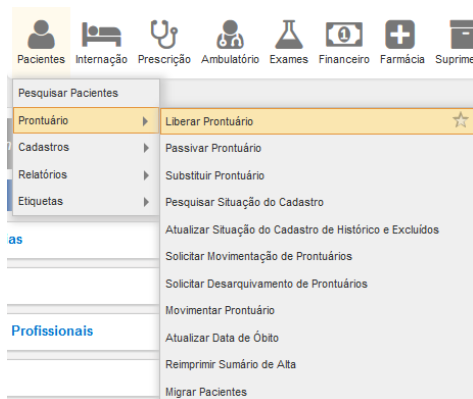 Pacientes Internação Prescrição Ambulatório Exames Financeiro Farmácia
Pesquisar Pacientes
Prontuário
Cadastros
Relatórios
Etiquetas
Liberar Prontuário
Passivar Prontuário
Substituir Prontuário
Pesquisar Situação do Cadastro
Atualizar Situação do Cadastro de Histórico e Excluídos
Solicitar Movimentação de Prontuários
Solicitar Desarquivamento de Prontuários
Movimentar Prontuário
Atualizar Data de Óbito
Reimprimir Sumário de Alta
Migrar Pacientes
as
Profissionais